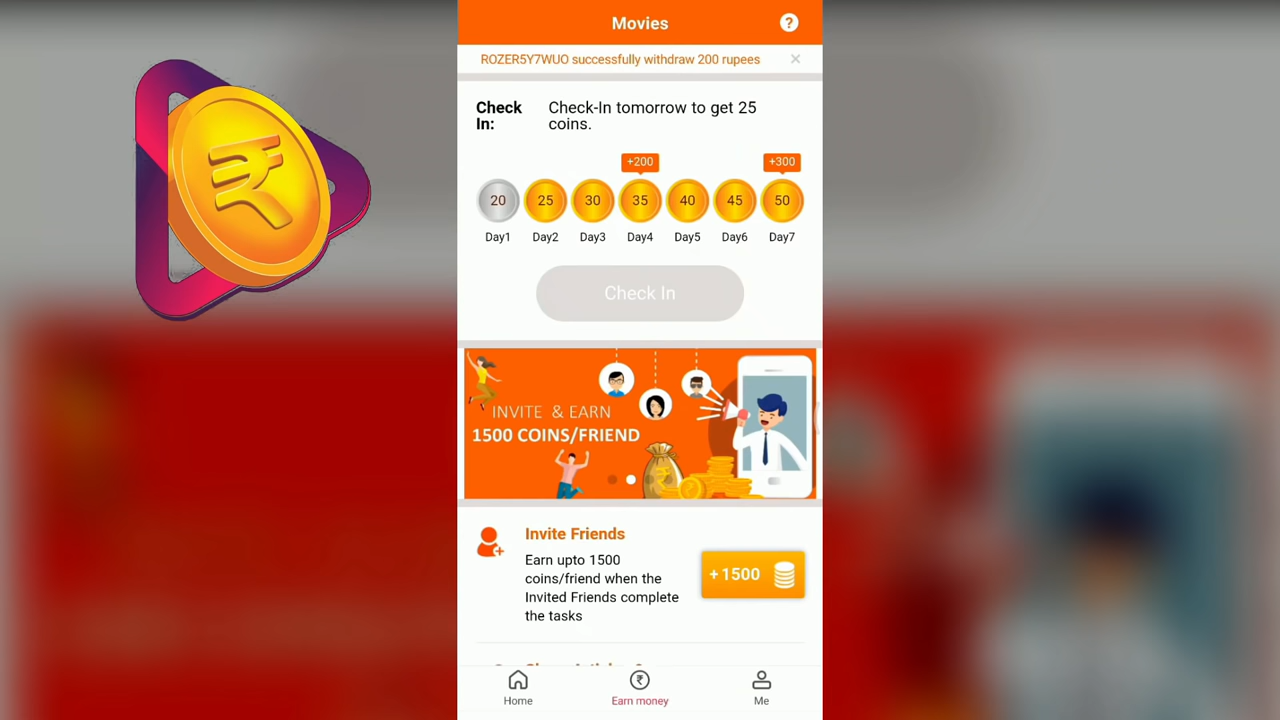 Movies
?
ROZER5Y7WUO successfully withdraw 200 rupees
Check
In:
Check-In tomorrow to get 25
coins.
+200
+300
20 25 30 35 40 45 50
Day1 Day2 Day3 Day4 Day5 Day6 Day7
Check In
INVITE & EARN
1500 COINS/FRIEND
Invite Friends
Earn upto 1500
coins/friend when the
Invited Friends complete
the tasks
+1500
Home
Earn money
Me
₹